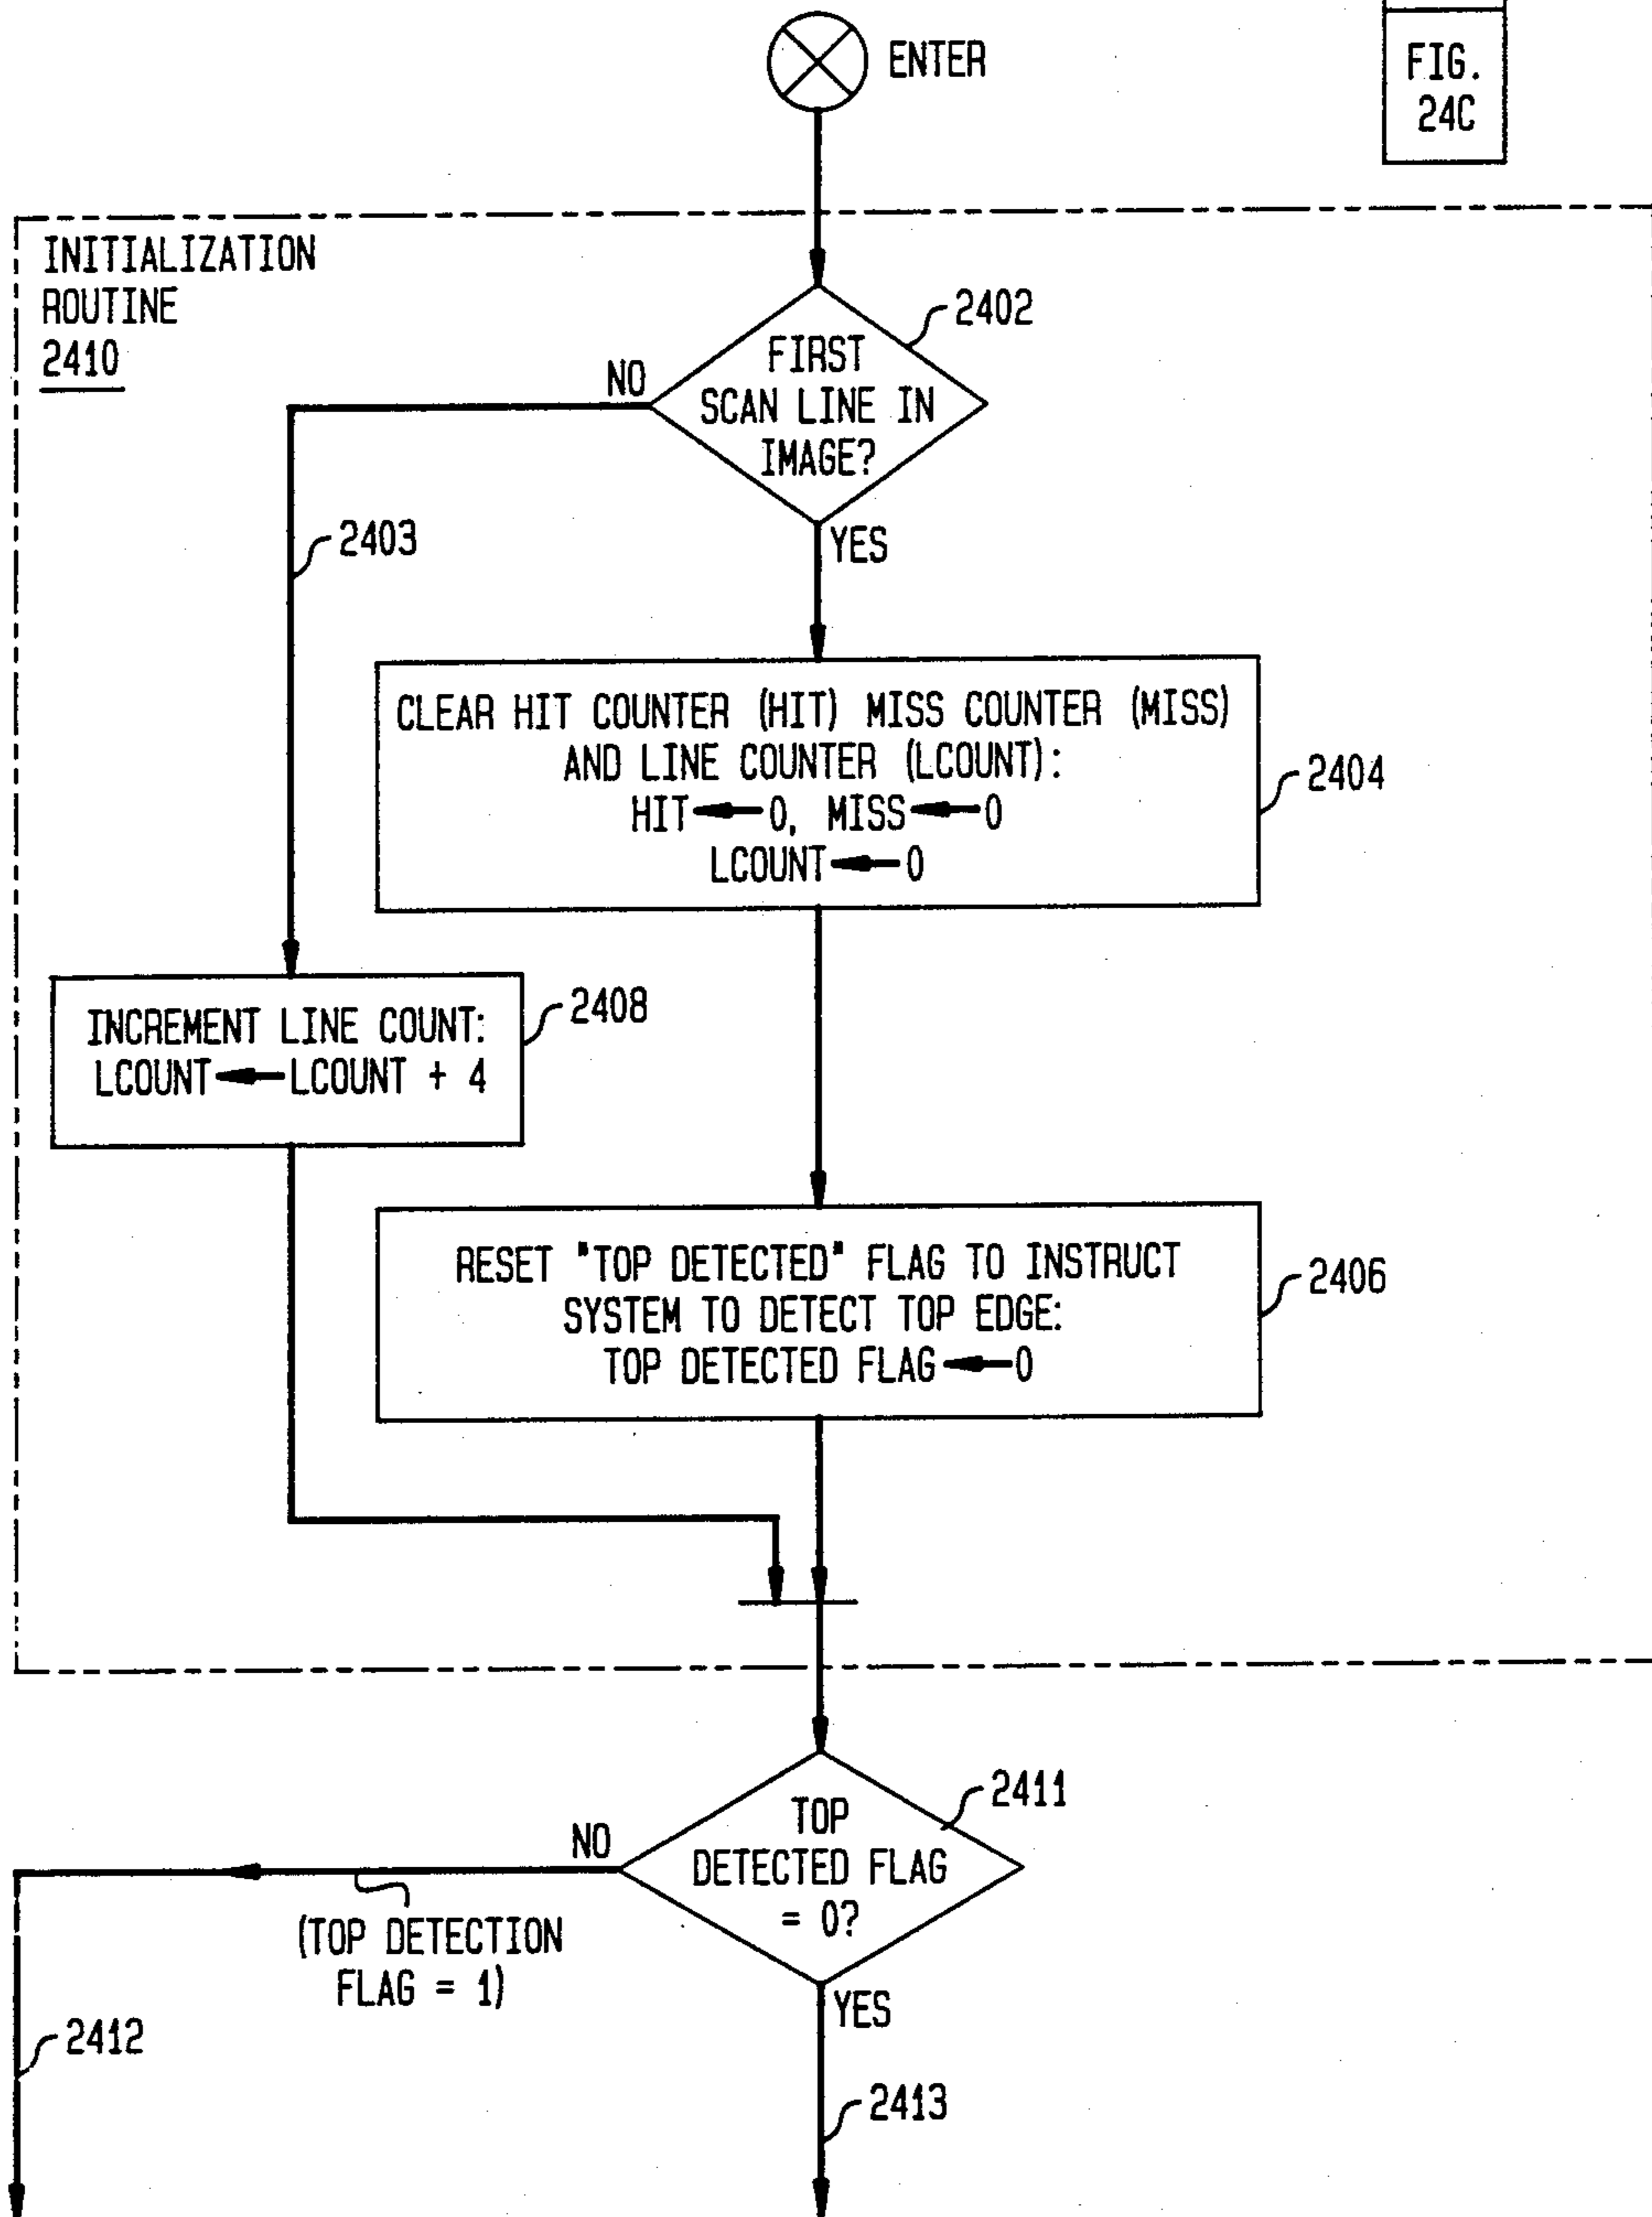 ENTER
FIG.
24C
INITIALIZATION
ROUTINE
2410
2402
FIRST
SCAN LINE IN
IMAGE?
NO
YES
2403
CLEAR HIT COUNTER (HIT) MISS COUNTER (MISS)
AND LINE COUNTER (LCOUNT):
HIT←0, MISS←0
LCOUNT←0
2404
INCREMENT LINE COUNT:
LCOUNT←LCOUNT + 4
2408
RESET "TOP DETECTED" FLAG TO INSTRUCT
SYSTEM TO DETECT TOP EDGE:
TOP DETECTED FLAG←0
2406
2411
TOP
DETECTED FLAG
= 0?
NO
(TOP DETECTION
FLAG = 1)
YES
2412
2413